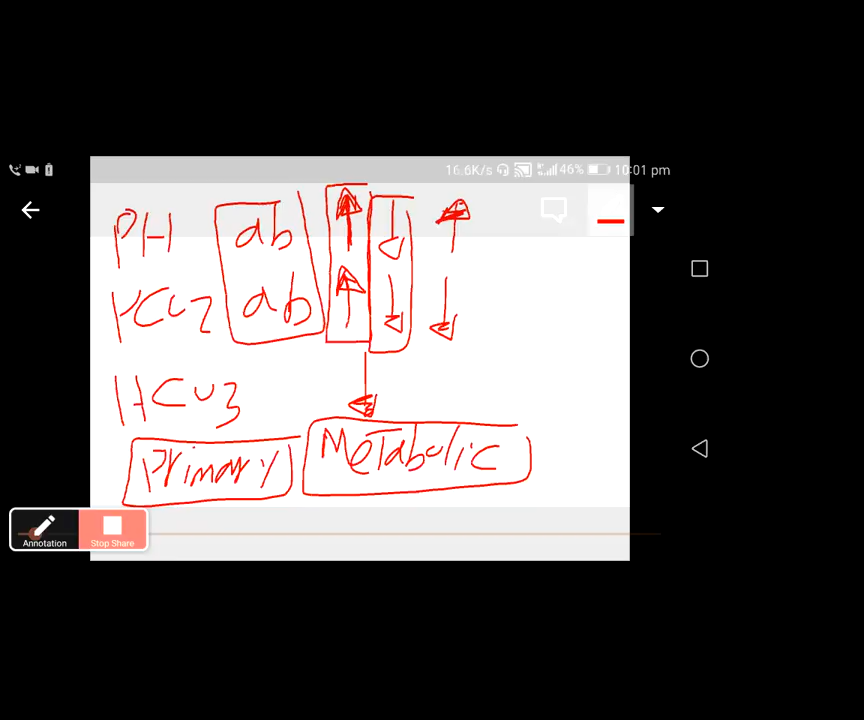 16.6K/s 46% 10:01 pm
PH ab ↑ ↓ ↑
PCO2 ab ↑ ↓ ↓
HCO3
Primary Metabolic
Annotation Stop Share